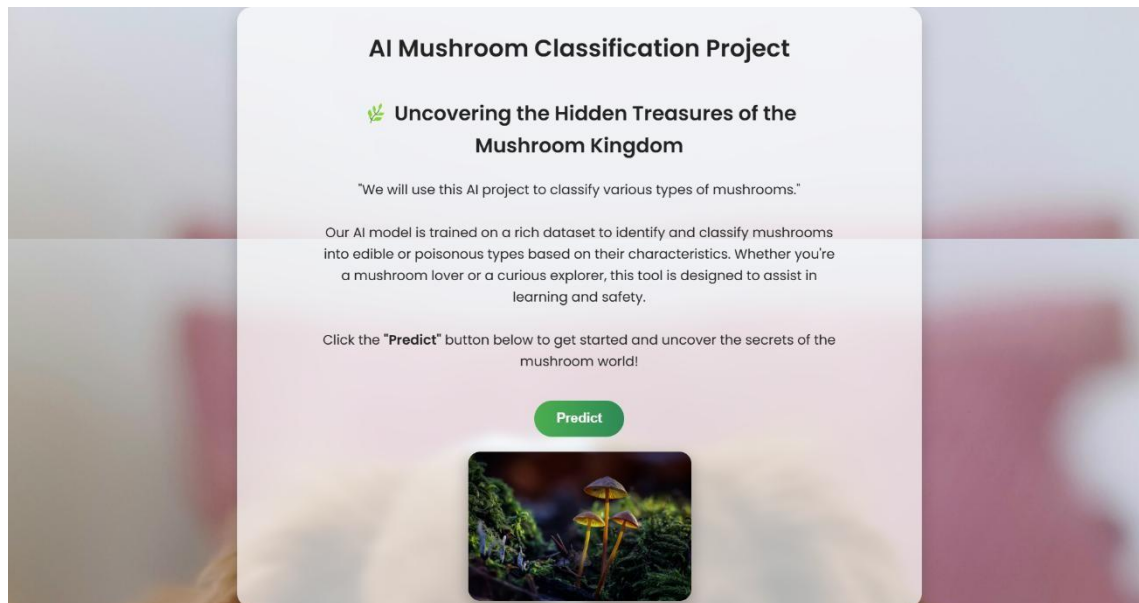 AI Mushroom Classification Project
🌿 Uncovering the Hidden Treasures of the
Mushroom Kingdom
"We will use this AI project to classify various types of mushrooms."
Our AI model is trained on a rich dataset to identify and classify mushrooms
into edible or poisonous types based on their characteristics. Whether you're
a mushroom lover or a curious explorer, this tool is designed to assist in
learning and safety.
Click the "Predict" button below to get started and uncover the secrets of the
mushroom world!
Predict